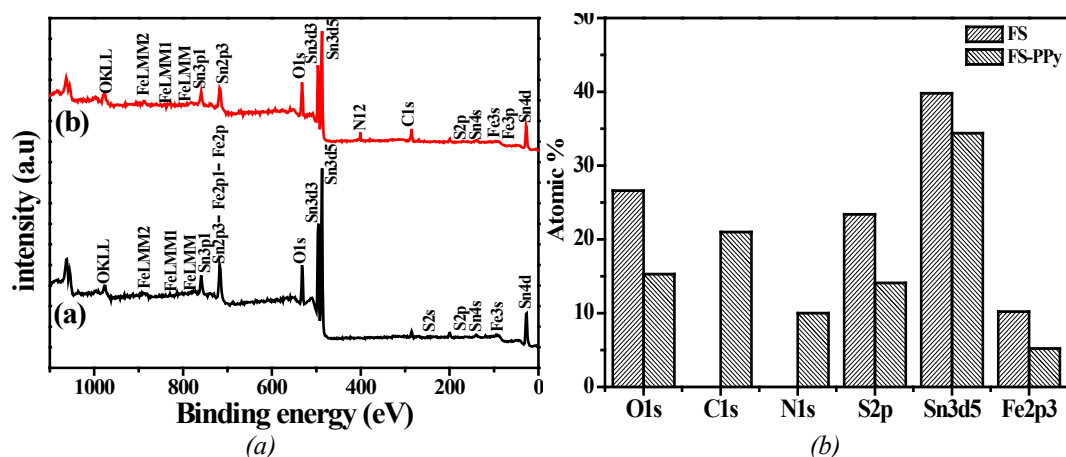 OKLL
FeLMM2
FeLMM1
FeLMM
Sn3p1
Sn2p3
O1s
Sn3d3
Sn3d5
N12
C1s
S2p
Sn4s
Fe3s
Fe3p
Sn4d
(b)
OKLL
FeLMM2
FeLMM1
FeLMM
Sn3p1
Sn2p3- Fe2p1- Fe2p
O1s
Sn3d3
Sn3d5
S2s
S2p
Sn4s
Fe3s
Sn4d
(a)
intensity (a.u)
1000 800 600 400 200 0
Binding energy (eV)
(a)
50
40
30
20
10
0
Atomic %
FS
FS-PPy
O1s C1s N1s S2p Sn3d5 Fe2p3
(b)